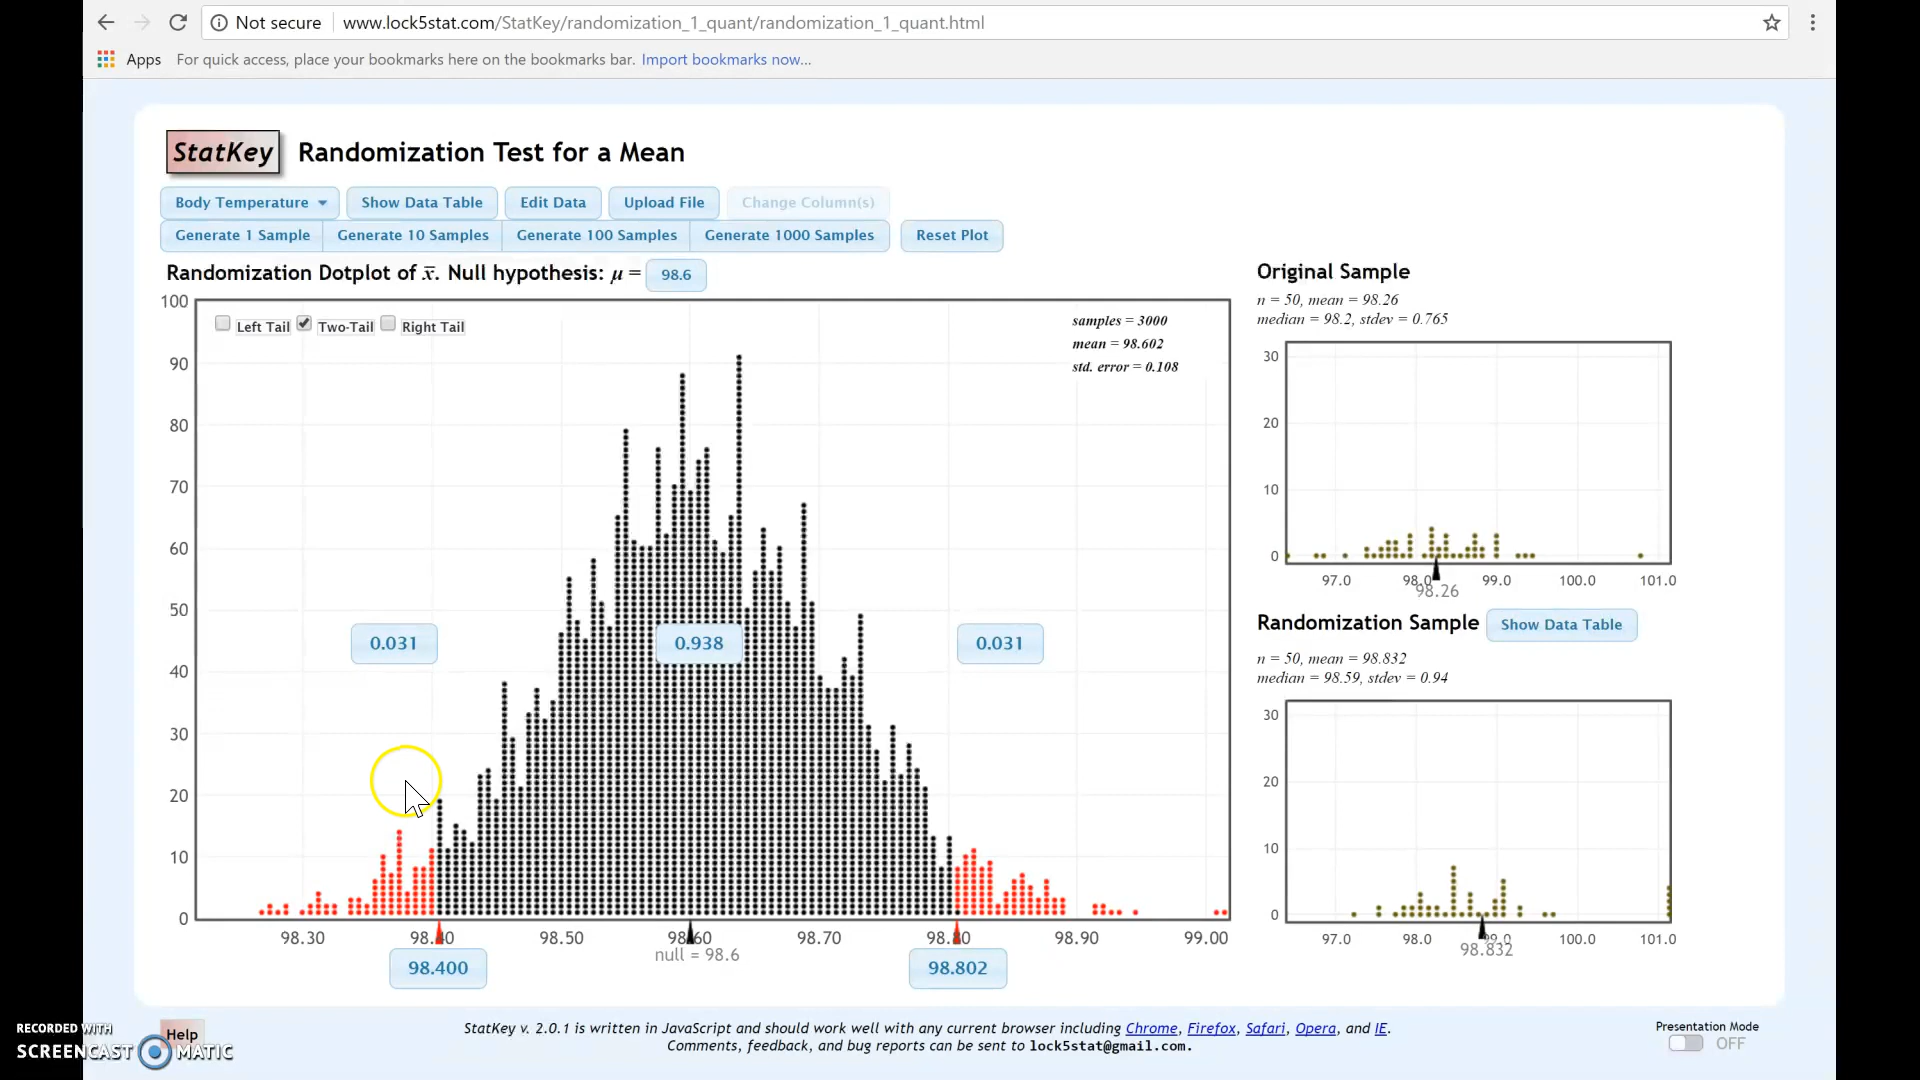 Not secure
www.lock5stat.com/StatKey/randomization_1_quant/randomization_1_quant.html
Apps
For quick access, place your bookmarks here on the bookmarks bar. Import bookmarks now...
StatKey
Randomization Test for a Mean
Body Temperature
Show Data Table
Edit Data
Upload File
Change Column(s)
Generate 1 Sample
Generate 10 Samples
Generate 100 Samples
Generate 1000 Samples
Reset Plot
Randomization Dotplot of x̄. Null hypothesis: μ = 98.6
Left Tail
Two-Tail
Right Tail
samples = 3000
mean = 98.602
std. error = 0.108
100
90
80
70
60
50
40
30
20
10
0
0.031
0.938
0.031
98.30
98.40
98.50
98.60
98.70
98.80
98.90
99.00
null = 98.6
98.400
98.802
Original Sample
n = 50, mean = 98.26
median = 98.2, stdev = 0.765
30
20
10
0
97.0
98.0
99.0
100.0
101.0
98.26
Randomization Sample
Show Data Table
n = 50, mean = 98.832
median = 98.59, stdev = 0.94
30
20
10
0
97.0
98.0
99.0
100.0
101.0
98.832
Help
StatKey v. 2.0.1 is written in JavaScript and should work well with any current browser including Chrome, Firefox, Safari, Opera, and IE.
Comments, feedback, and bug reports can be sent to lock5stat@gmail.com.
Presentation Mode
OFF
RECORDED WITH
SCREENCAST MATIC